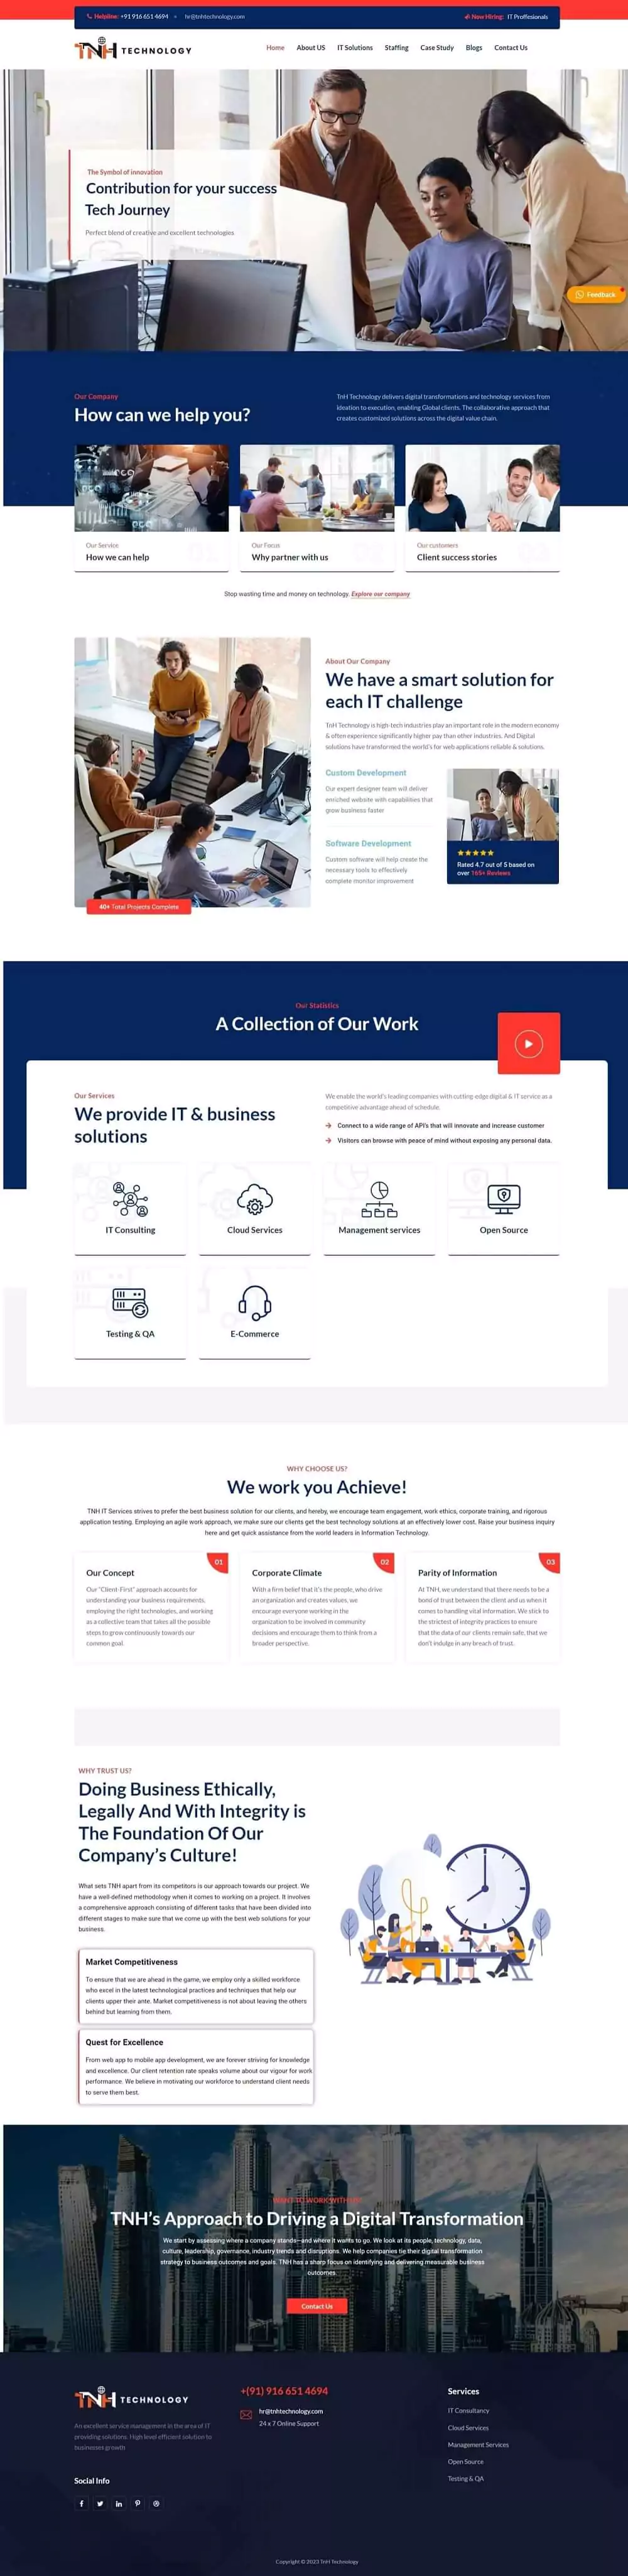 Helpline: +91 916 651 4694 hr@tnhtechnology.com
Now Hiring: IT Proffesionals
TNH TECHNOLOGY
Home About US IT Solutions Staffing Case Study Blogs Contact Us
The Symbol of innovation
Contribution for your success
Tech Journey
Perfect blend of creative and excellent technologies
Feedback
Our Company
How can we help you?
TnH Technology delivers digital transformations and technology services from
ideation to execution, enabling Global clients. The collaborative approach that
creates customized solutions across the digital value chain.
Our Service
How we can help
Our Focus
Why partner with us
Our customers
Client success stories
Stop wasting time and money on technology. Explore our company
About Our Company
We have a smart solution for
each IT challenge
TnH Technology is high-tech industries play an important role in the modern economy
& often experience significantly higher pay than other industries. And Digital
solutions have transformed the world's for web applications reliable & solutions.
Custom Development
Our expert designer team will deliver
enriched website with capabilities that
grow business faster
Software Development
Custom software will help create the
necessary tools to effectively
complete monitor improvement
Rated 4.7 out of 5 based on
over 165+ Reviews
40+ Total Projects Complete
Our Statistics
A Collection of Our Work
Our Services
We provide IT & business
solutions
We enable the world's leading companies with cutting-edge digital & IT service as a
competitive advantage ahead of schedule.
Connect to a wide range of API's that will innovate and increase customer
Visitors can browse with peace of mind without exposing any personal data.
IT Consulting
Cloud Services
Management services
Open Source
Testing & QA
E-Commerce
WHY CHOOSE US?
We work you Achieve!
TNH IT Services strives to prefer the best business solution for our clients, and hereby, we encourage team engagement, work ethics, corporate training, and rigorous
application testing. Employing an agile work approach, we make sure our clients get the best technology solutions at an effectively lower cost. Raise your business inquiry
here and get quick assistance from the world leaders in Information Technology.
01
Our Concept
Our "Client-First" approach accounts for
understanding your business requirements,
employing the right technologies, and working
as a collective team that takes all the possible
steps to grow continuously towards our
common goal.
02
Corporate Climate
With a firm belief that it's the people, who drive
an organization and creates values, we
encourage everyone working in the
organization to be involved in community
decisions and encourage them to think from a
broader perspective.
03
Parity of Information
At TNH, we understand that there needs to be a
bond of trust between the client and us when it
comes to handling vital information. We stick to
the strictest of integrity practices to ensure
that the data of our clients remain safe, that we
don't indulge in any breach of trust.
WHY TRUST US?
Doing Business Ethically,
Legally And With Integrity is
The Foundation Of Our
Company's Culture!
What sets TNH apart from its competitors is our approach towards our project. We
have a well-defined methodology when it comes to working on a project. It involves
a comprehensive approach consisting of different tasks that have been divided into
different stages to make sure that we come up with the best web solutions for your
business.
Market Competitiveness
To ensure that we are ahead in the game, we employ only a skilled workforce
who excel in the latest technological practices and techniques that help our
clients upper their ante. Market competitiveness is not about leaving the others
behind but learning from them.
Quest for Excellence
From web app to mobile app development, we are forever striving for knowledge
and excellence. Our client retention rate speaks volume about our vigour for work
performance. We believe in motivating our workforce to understand client needs
to serve them best.
WANT TO WORK WITH US?
TNH's Approach to Driving a Digital Transformation
We start by assessing where a company stands—and where it wants to go. We look at its people, technology, data,
culture, leadership, governance, industry trends and disruptions. We help companies tie their digital transformation
strategy to business outcomes and goals. TNH has a sharp focus on identifying and delivering measurable business
outcomes.
Contact Us
TNH TECHNOLOGY
An excellent service management in the area of IT
providing solutions. High level efficient solution to
businesses growth
Social Info
+(91) 916 651 4694
hr@tnhtechnology.com
24 x 7 Online Support
Services
IT Consultancy
Cloud Services
Management Services
Open Source
Testing & QA
Copyright © 2023 TnH Technology